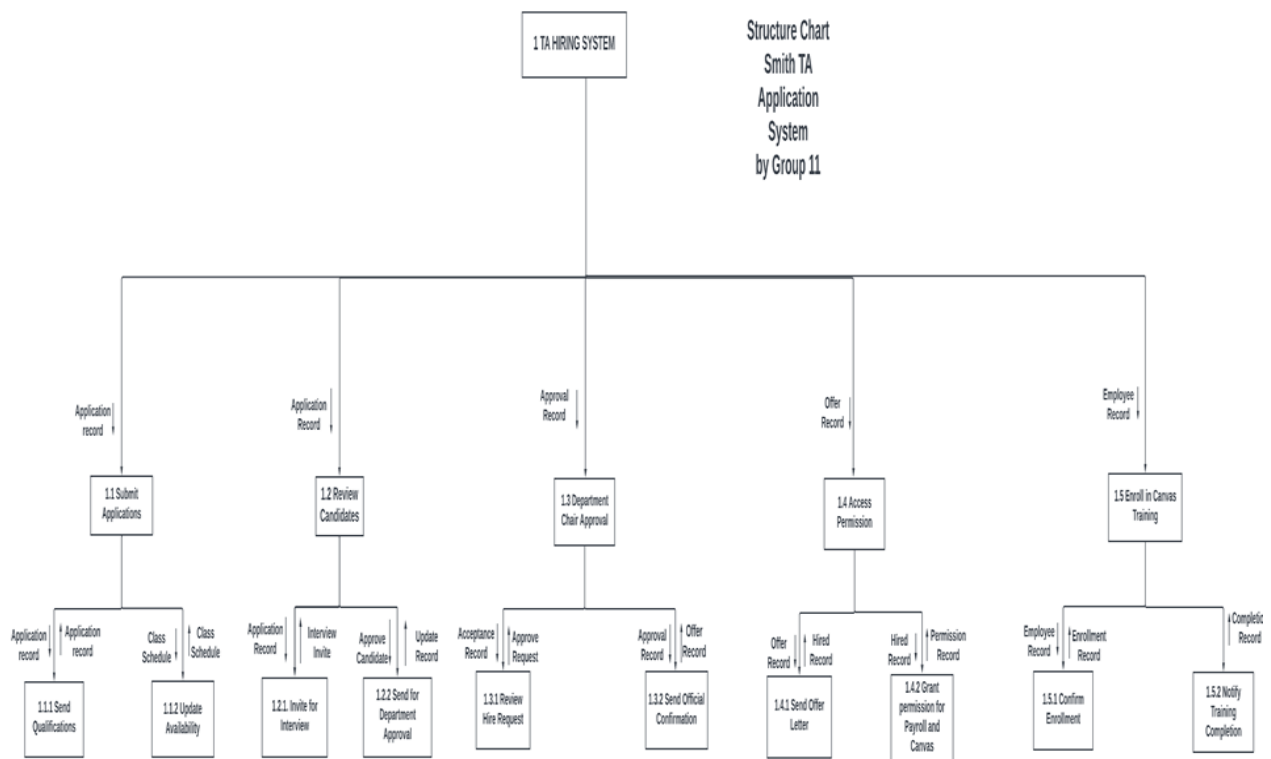 1 TA HIRING SYSTEM
Structure Chart
Smith TA
Application
System
by Group 11
Application
record
Application
Record
Approval
Record
Offer
Record
Employee
Record
1.1 Submit
Applications
1.2 Review
Candidates
1.3 Department
Chair Approval
1.4 Access
Permission
1.5 Enroll in Canvas
Training
Application
record
Application
record
Class
Schedule
Class
Schedule
Application
Record
Interview
Invite
Approve
Candidate
Update
Record
Acceptance
Record
Approve
Request
Approval
Record
Offer
Record
Offer
Record
Hired
Record
Hired
Record
Permission
Record
Employee
Record
Enrollment
Record
Completic
Record
1.1.1 Send
Qualifications
1.1.2 Update
Availability
1.2.1. Invite for
Interview
1.2.2 Send for
Department
Approval
1.3.1 Review
Hire Request
1.3.2 Send Official
Confirmation
1.4.1 Send Offer
Letter
1.4.2 Grant
permission for
Payroll and
Canvas
1.5.1 Confirm
Enrollment
1.5.2 Notify
Training
Completion